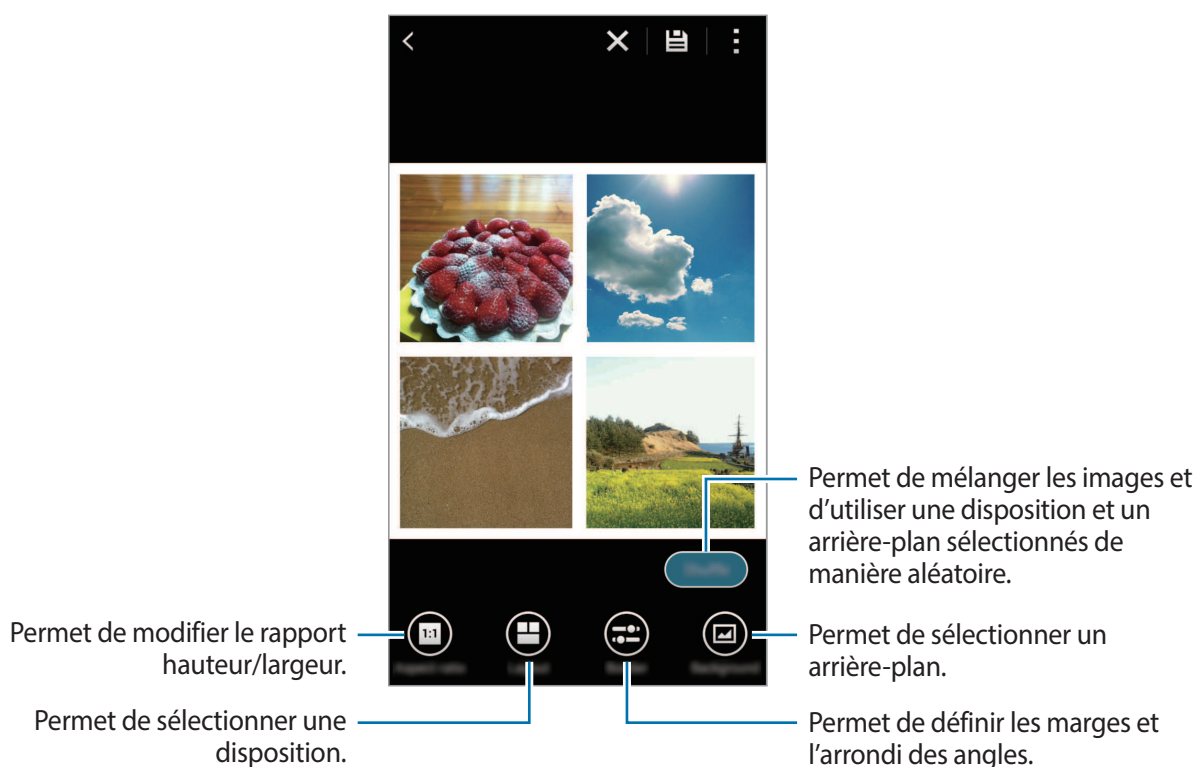 1:1
Permet de mélanger les images et
d'utiliser une disposition et un
arrière-plan sélectionnés de
manière aléatoire.
Permet de modifier le rapport
hauteur/largeur.
Permet de sélectionner un
arrière-plan.
Permet de sélectionner une
disposition.
Permet de définir les marges et
l'arrondi des angles.